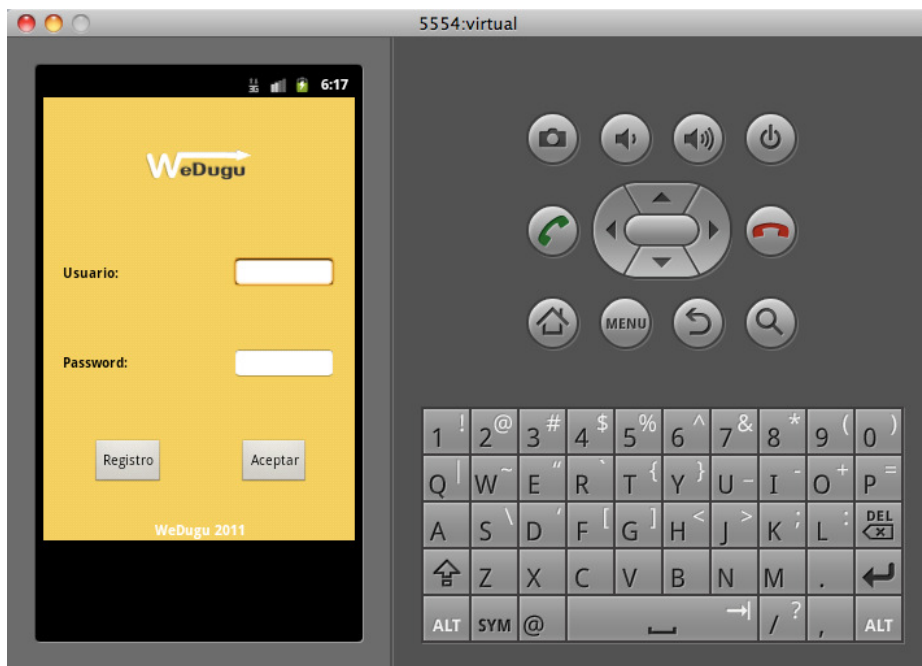 5554:virtual
3G 6:17
WeDugu
Usuario:
Password:
Registro Aceptar
WeDugu 2011
MENU
1 ! 2 @ 3 # 4 $ 5 % 6 ^ 7 & 8 * 9 ( 0 )
Q | W ~ E " R ` T { Y } U _ I - O + P =
A S \ D ' F [ G ] H < J > K ; L : DEL
Z X C V B N M .
ALT SYM @ / ? , ALT